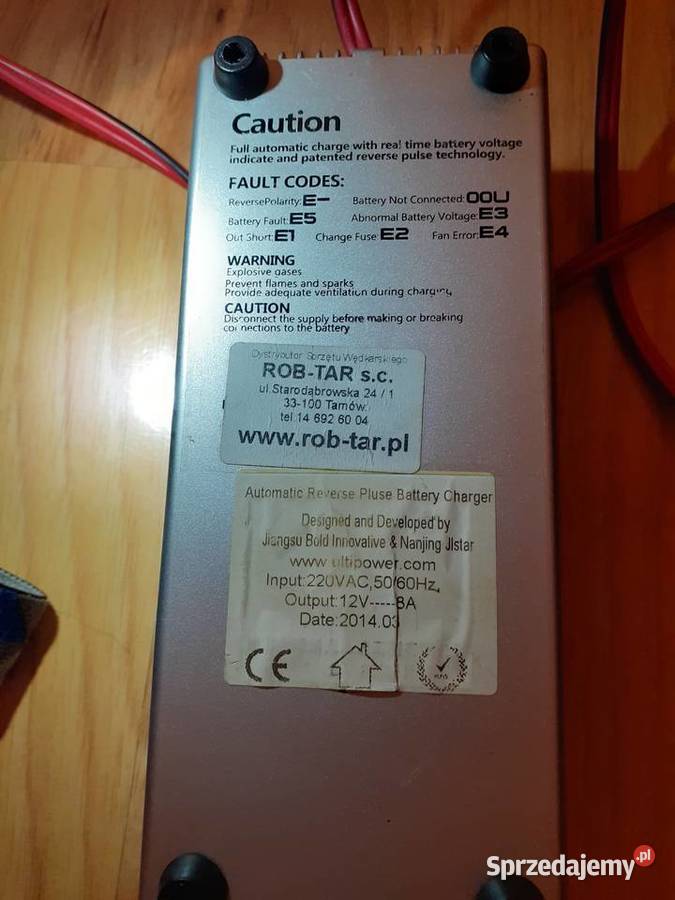 Caution
Full automatic charge with real time battery voltage
indicate and patented reverse pulse technology.
FAULT CODES:
ReversePolarity: E- Battery Not Connected: 00U
Battery Fault: E5 Abnormal Battery Voltage: E3
Out Short: E1 Change Fuse: E2 Fan Error: E4
WARNING
Explosive gases
Prevent flames and sparks
Provide adequate ventilation during charging
CAUTION
Disconnect the supply before making or breaking
connections to the battery
Dystrybutor Sprzętu Wędkarskiego
ROB-TAR s.c.
ul.Starodąbrowska 24 / 1
33-100 Tarnów
tel 14 692 60 04
www.rob-tar.pl
Automatic Reverse Pluse Battery Charger
Designed and Developed by
Jiangsu Bold Innovalive & Nanjing JIstar
www.ultipower.com
Input:220VAC,50/60Hz,
Output:12V-----8A
Date:2014.03
CE
Sprzedajemy.pl